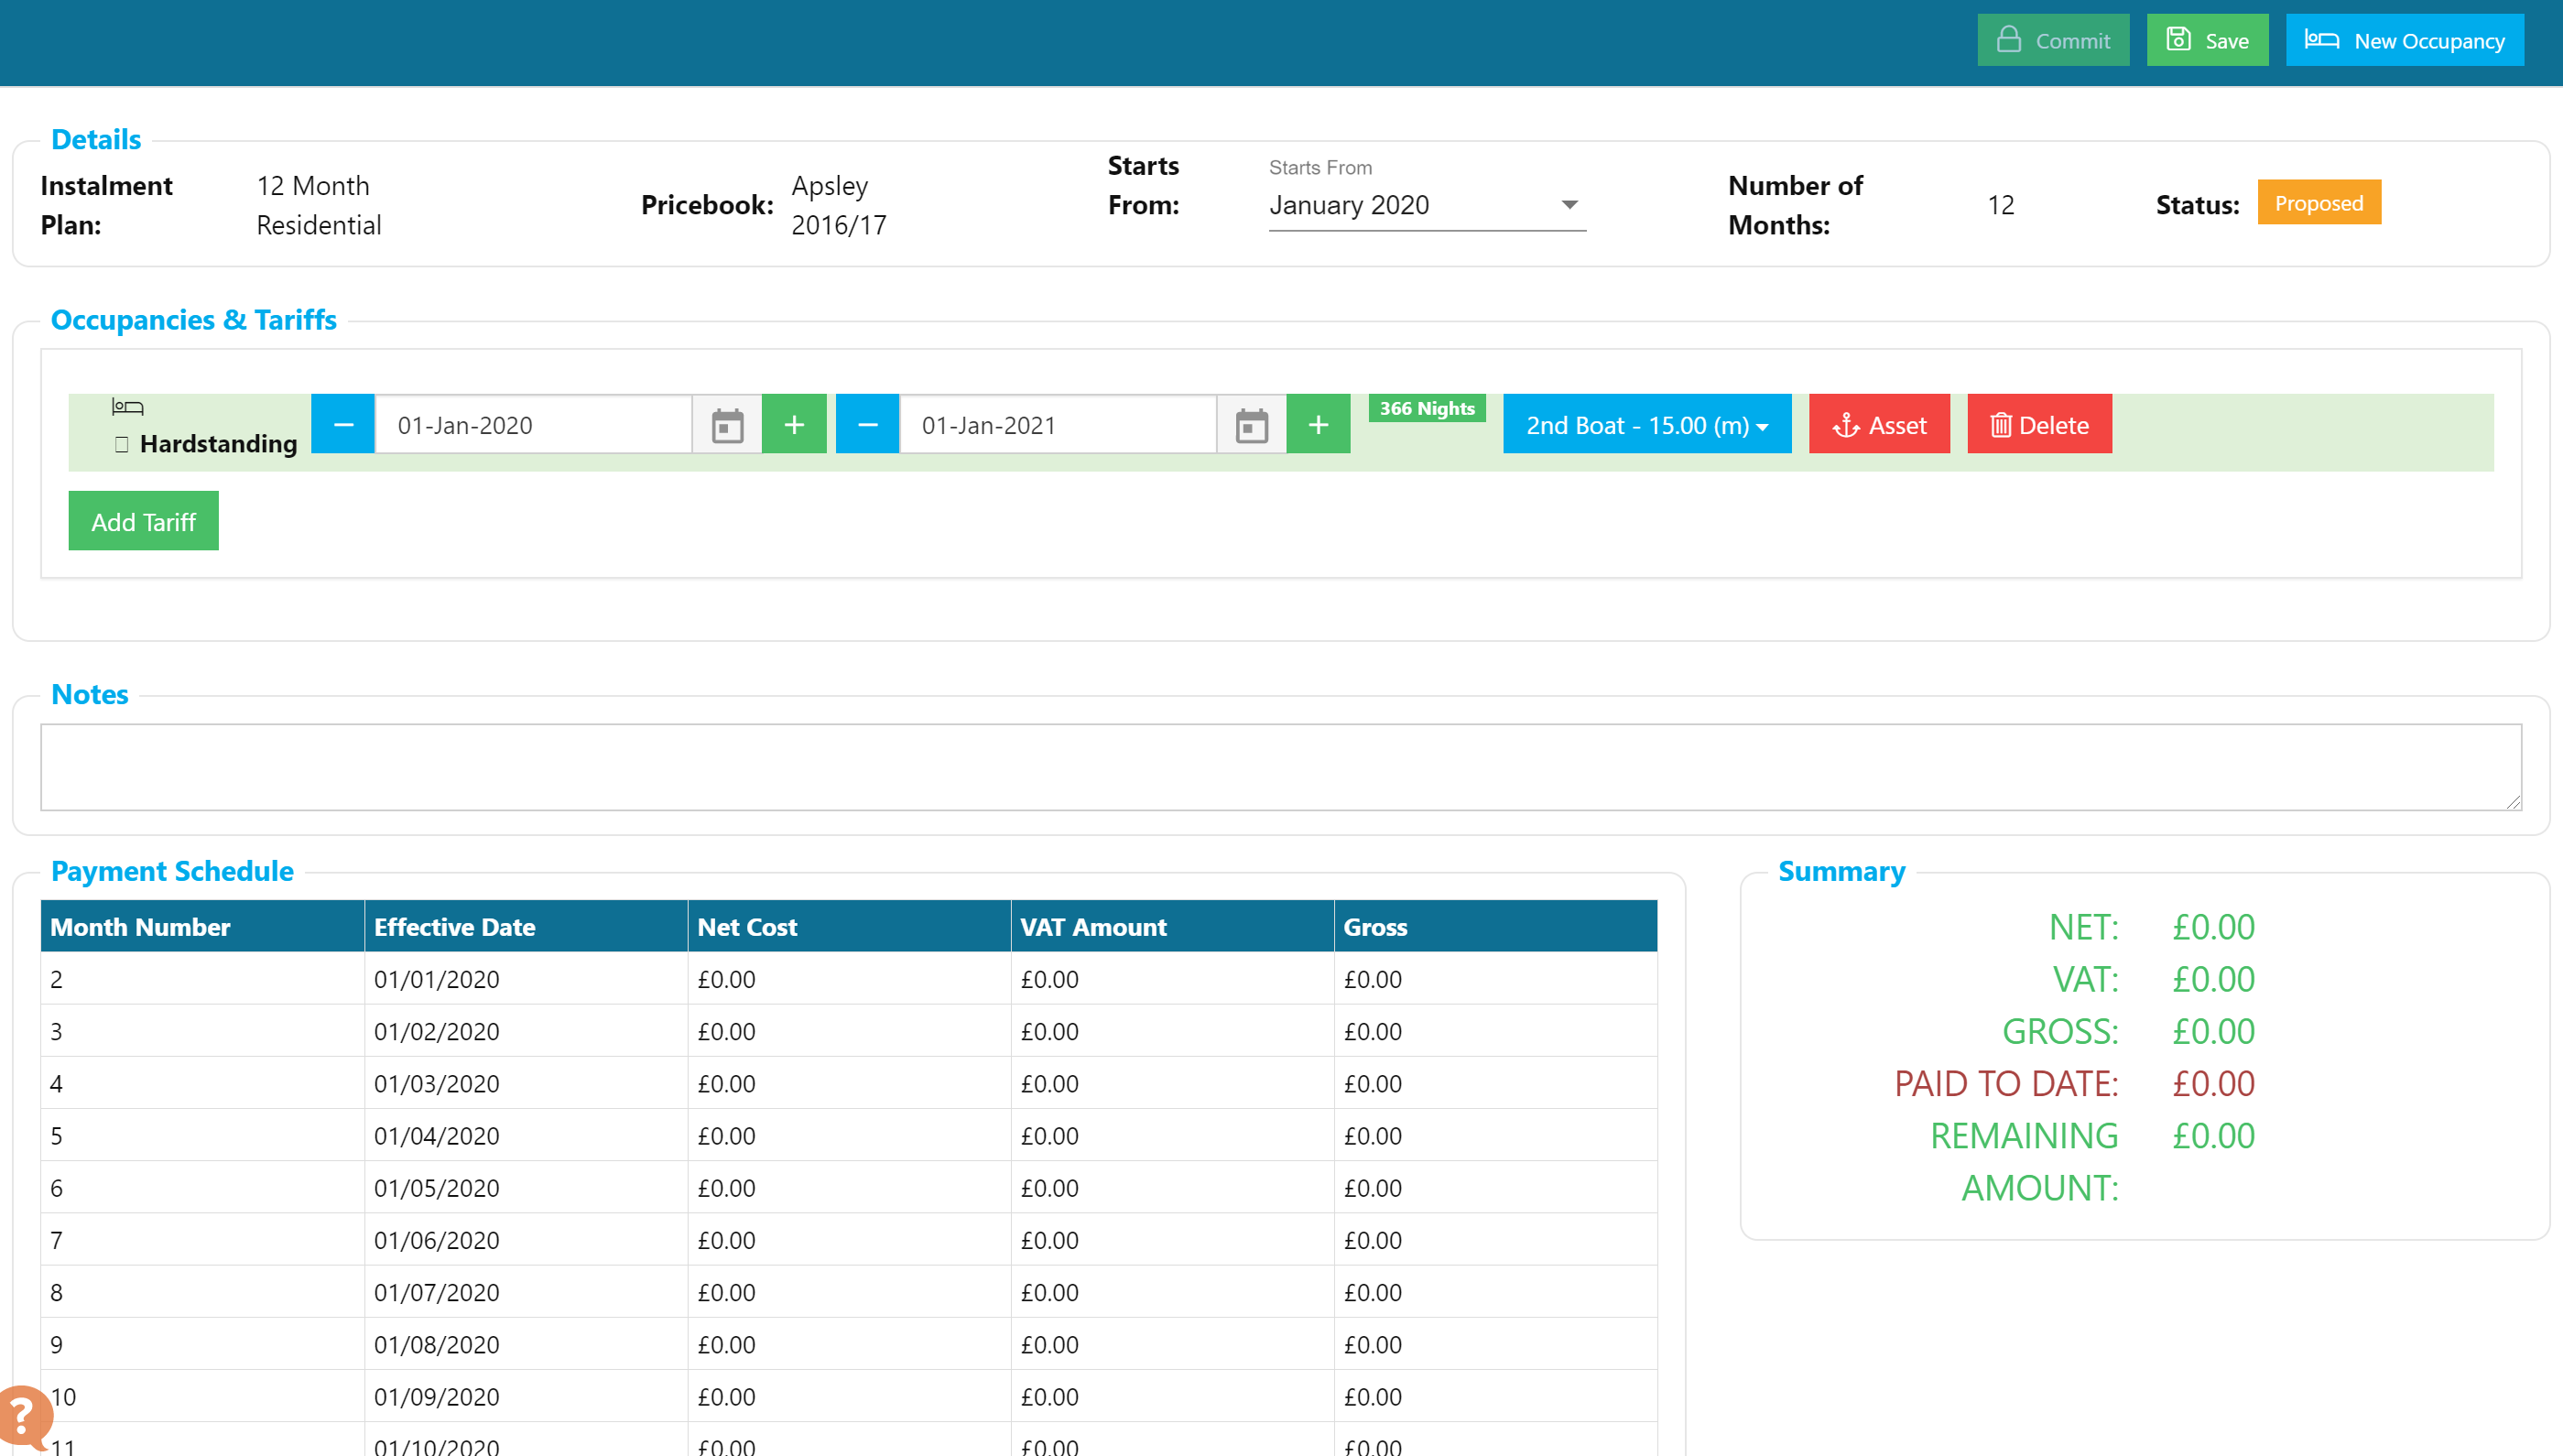 Commit Save New Occupancy
Details
Instalment Plan: 12 Month Residential Pricebook: Apsley 2016/17 Starts From: Starts From January 2020 Number of Months: 12 Status: Proposed
Occupancies & Tariffs
Hardstanding 01-Jan-2020 + 01-Jan-2021 + 366 Nights 2nd Boat - 15.00 (m) Asset Delete
Add Tariff
Notes
Payment Schedule
Month Number Effective Date Net Cost VAT Amount Gross
2 01/01/2020 £0.00 £0.00 £0.00
3 01/02/2020 £0.00 £0.00 £0.00
4 01/03/2020 £0.00 £0.00 £0.00
5 01/04/2020 £0.00 £0.00 £0.00
6 01/05/2020 £0.00 £0.00 £0.00
7 01/06/2020 £0.00 £0.00 £0.00
8 01/07/2020 £0.00 £0.00 £0.00
9 01/08/2020 £0.00 £0.00 £0.00
10 01/09/2020 £0.00 £0.00 £0.00
11 01/10/2020 £0.00 £0.00 £0.00
?
Summary
NET: £0.00
VAT: £0.00
GROSS: £0.00
PAID TO DATE: £0.00
REMAINING £0.00
AMOUNT: